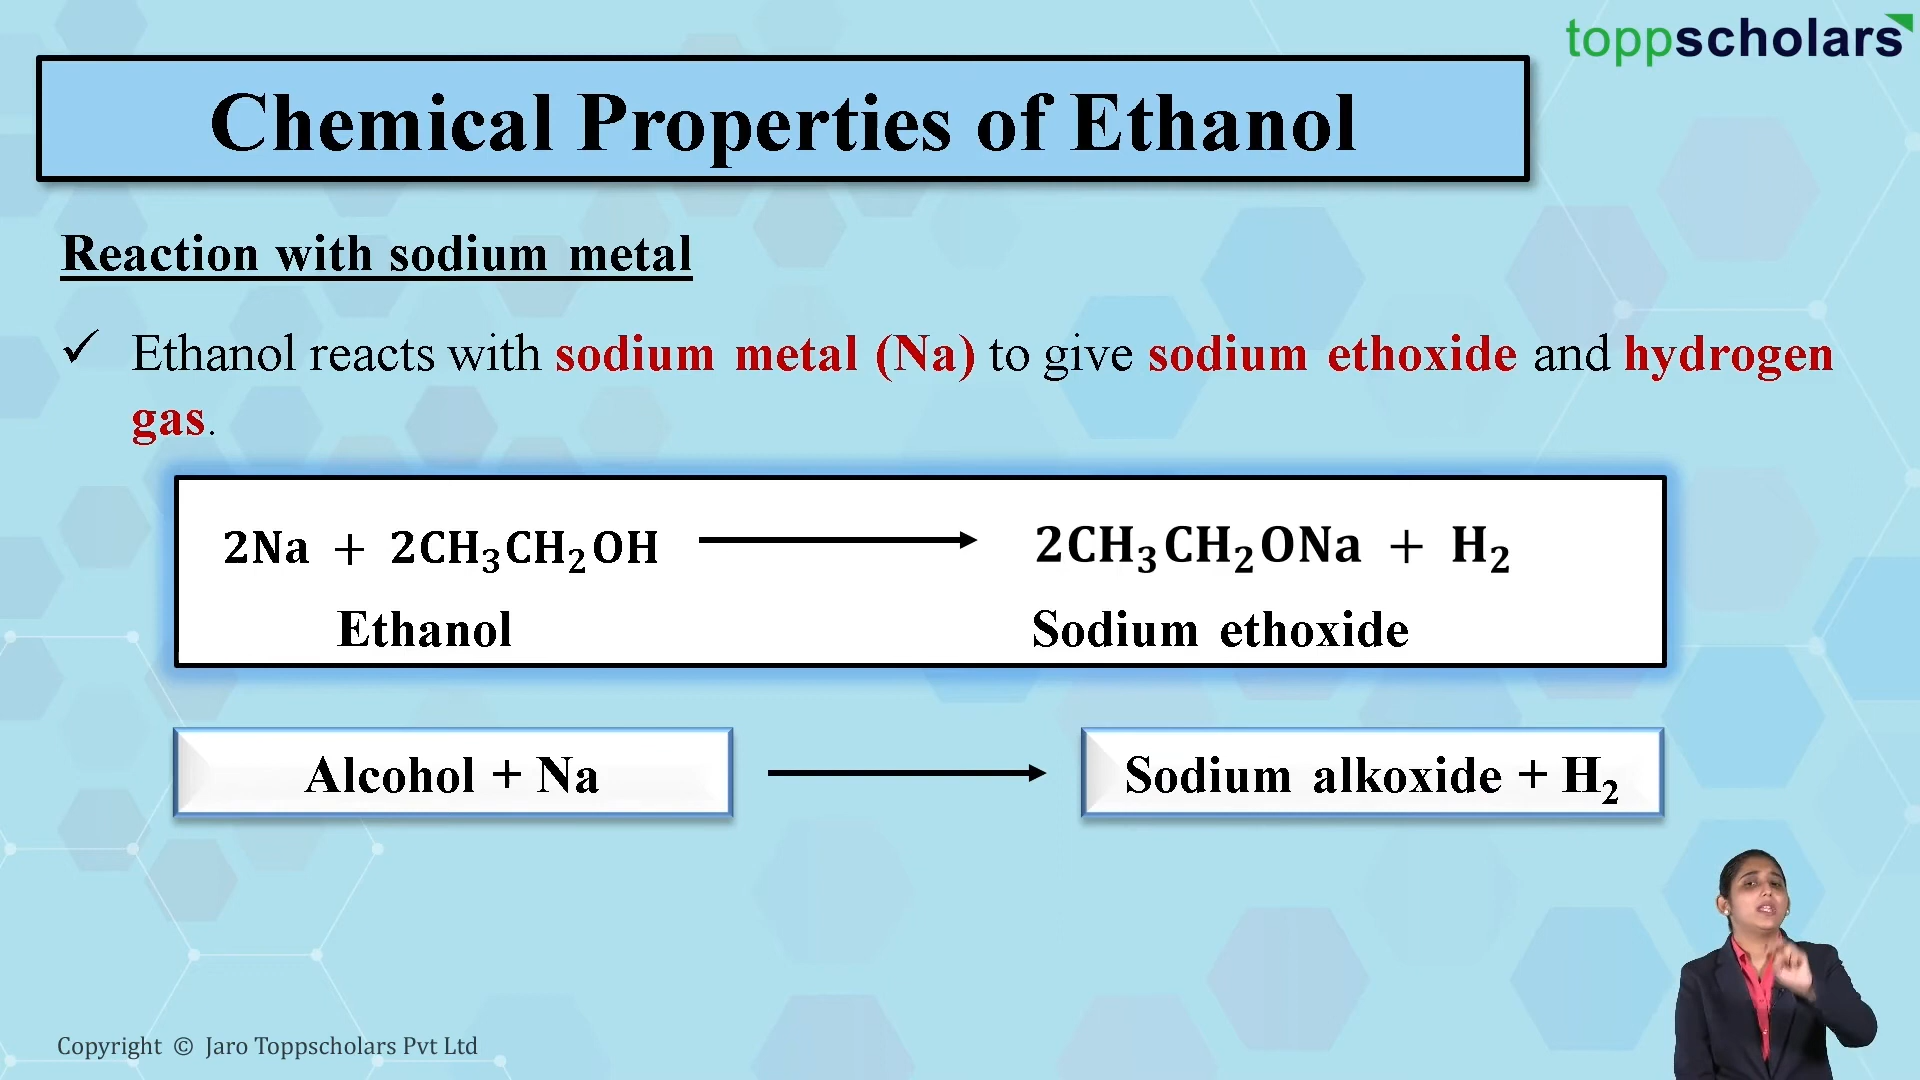 toppscholars
Chemical Properties of Ethanol
Reaction with sodium metal
✓ Ethanol reacts with sodium metal (Na) to give sodium ethoxide and hydrogen
gas.
2Na + 2CH₃CH₂OH ⟶ 2CH₃CH₂ONa + H₂
Ethanol Sodium ethoxide
Alcohol + Na ⟶ Sodium alkoxide + H₂
Copyright © Jaro Toppscholars Pvt Ltd